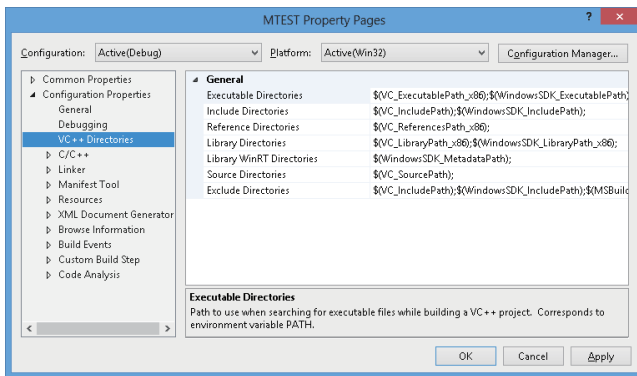 MTEST Property Pages
? ×
Configuration: Active(Debug) Platform: Active(Win32) Configuration Manager...
Common Properties
Configuration Properties
General
Debugging
VC++ Directories
C/C++
Linker
Manifest Tool
Resources
XML Document Generator
Browse Information
Build Events
Custom Build Step
Code Analysis
General
Executable Directories $(VC_ExecutablePath_x86);$(WindowsSDK_ExecutablePath)
Include Directories $(VC_IncludePath);$(WindowsSDK_IncludePath);
Reference Directories $(VC_ReferencesPath_x86);
Library Directories $(VC_LibraryPath_x86);$(WindowsSDK_LibraryPath_x86);
Library WinRT Directories $(WindowsSDK_MetadataPath);
Source Directories $(VC_SourcePath);
Exclude Directories $(VC_IncludePath);$(WindowsSDK_IncludePath);$(MSBuil
Executable Directories
Path to use when searching for executable files while building a VC++ project. Corresponds to
environment variable PATH.
OK Cancel Apply